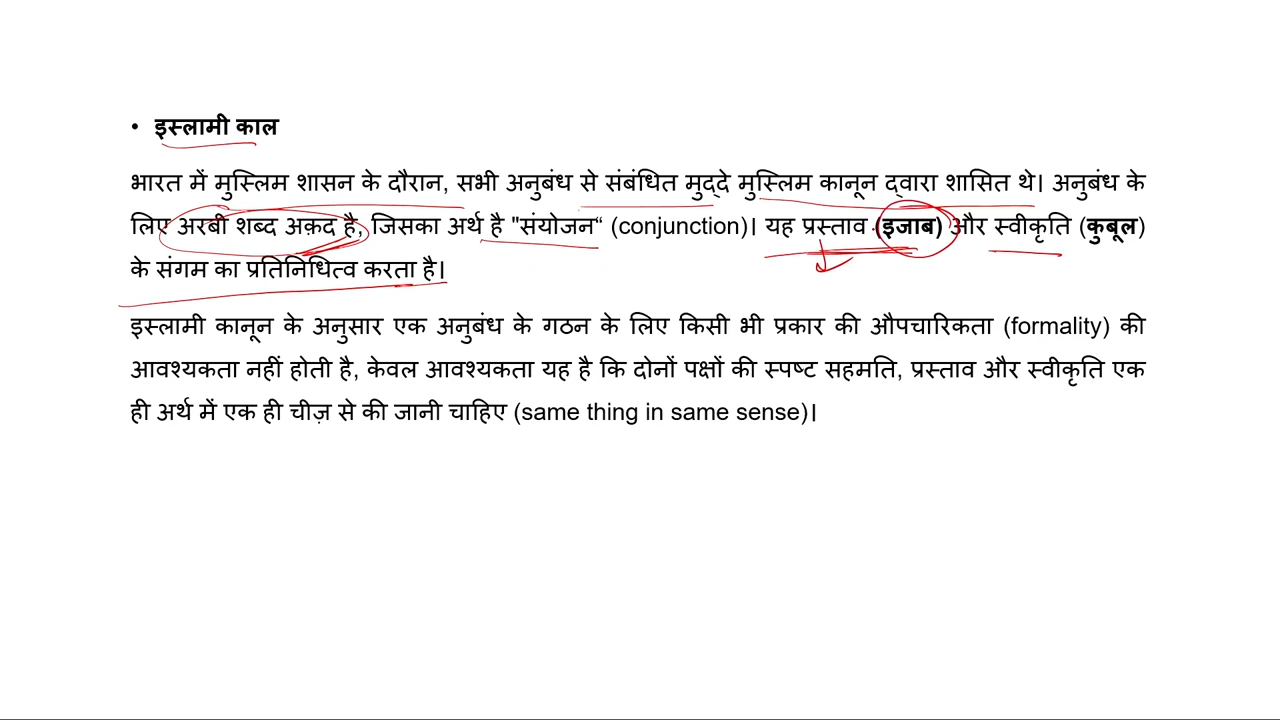 • इस्लामी काल
भारत में मुस्लिम शासन के दौरान, सभी अनुबंध से संबंधित मुद्दे मुस्लिम कानून द्वारा शासित थे। अनुबंध के
लिए अरबी शब्द अक़द है, जिसका अर्थ है "संयोजन“ (conjunction)। यह प्रस्ताव (इजाब) और स्वीकृति (कुबूल)
के संगम का प्रतिनिधित्व करता है।
इस्लामी कानून के अनुसार एक अनुबंध के गठन के लिए किसी भी प्रकार की औपचारिकता (formality) की
आवश्यकता नहीं होती है, केवल आवश्यकता यह है कि दोनों पक्षों की स्पष्ट सहमति, प्रस्ताव और स्वीकृति एक
ही अर्थ में एक ही चीज़ से की जानी चाहिए (same thing in same sense)।